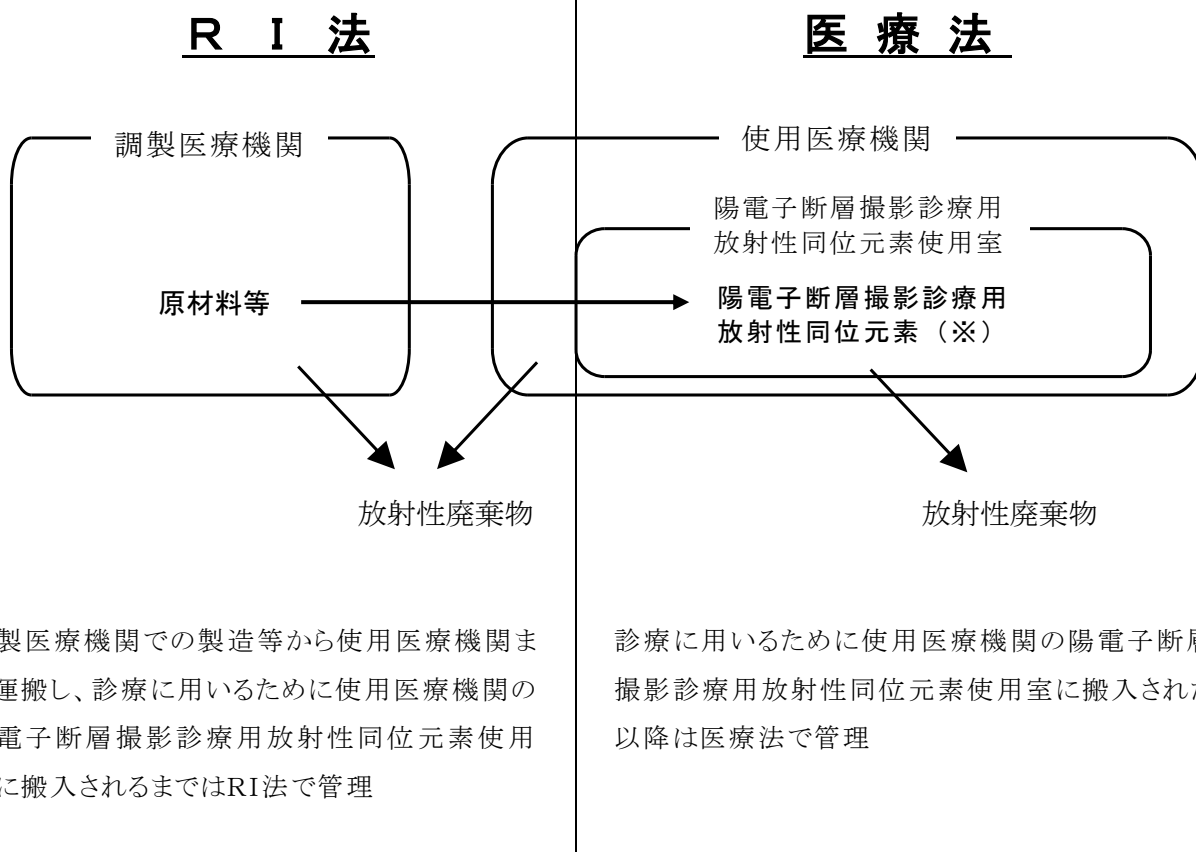 ＲＩ法
医療法
調製医療機関
使用医療機関
陽電子断層撮影診療用
放射性同位元素使用室
原材料等
陽電子断層撮影診療用
放射性同位元素（※）
放射性廃棄物
放射性廃棄物
製医療機関での製造等から使用医療機関ま
運搬し、診療に用いるために使用医療機関の
電子断層撮影診療用放射性同位元素使用
に搬入されるまではRI法で管理
診療に用いるために使用医療機関の陽電子断層
撮影診療用放射性同位元素使用室に搬入された
以降は医療法で管理